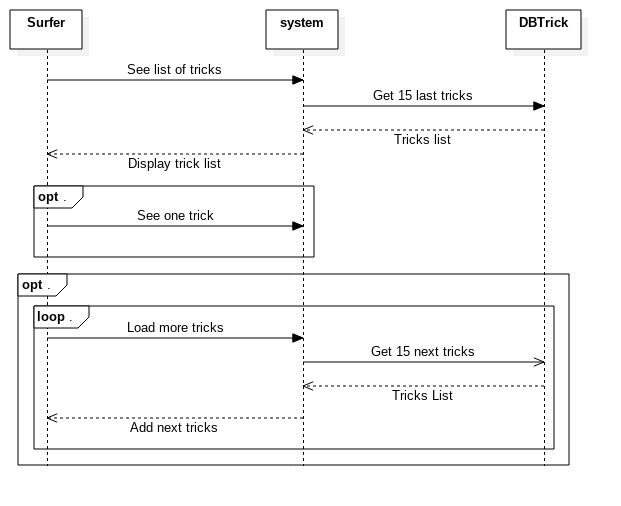 Surfer
system
DBTrick
See list of tricks
Get 15 last tricks
Tricks list
Display trick list
opt .
See one trick
opt .
loop .
Load more tricks
Get 15 next tricks
Tricks List
Add next tricks